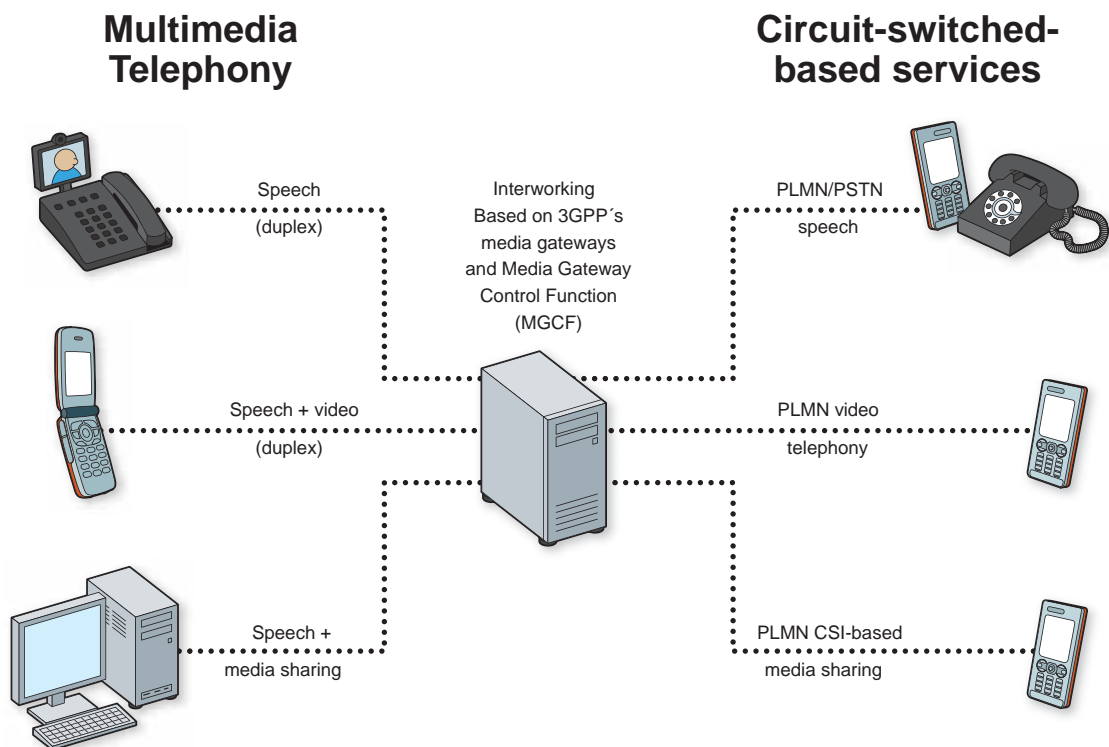 Multimedia
Telephony
Circuit-switched-
based services
Speech
(duplex)
Interworking
Based on 3GPP´s
media gateways
and Media Gateway
Control Function
(MGCF)
PLMN/PSTN
speech
Speech + video
(duplex)
PLMN video
telephony
Speech +
media sharing
PLMN CSI-based
media sharing